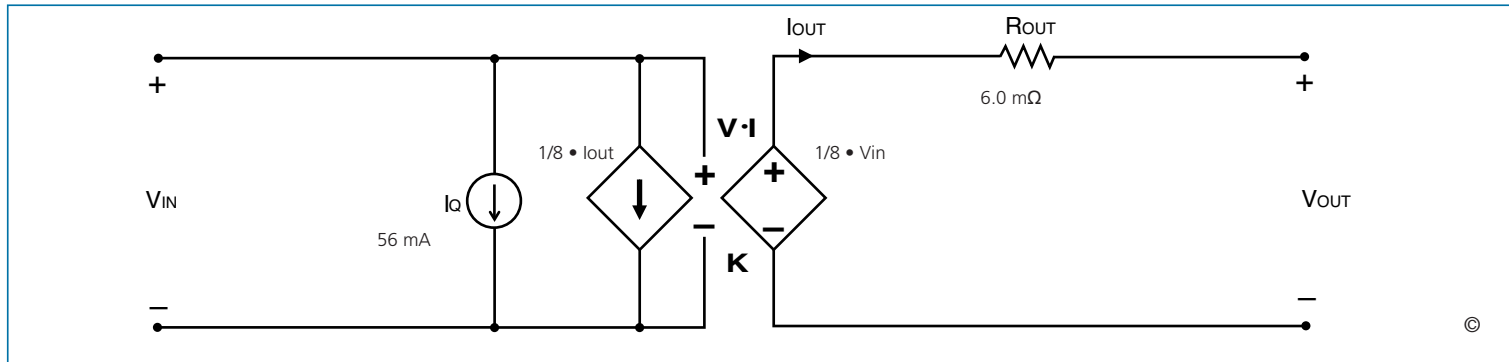 IOUT
ROUT
+
+
6.0 mΩ
V•I
1/8 • Iout
+
+
1/8 • Vin
VIN
IQ
VOUT
56 mA
–
–
K
–
–
©